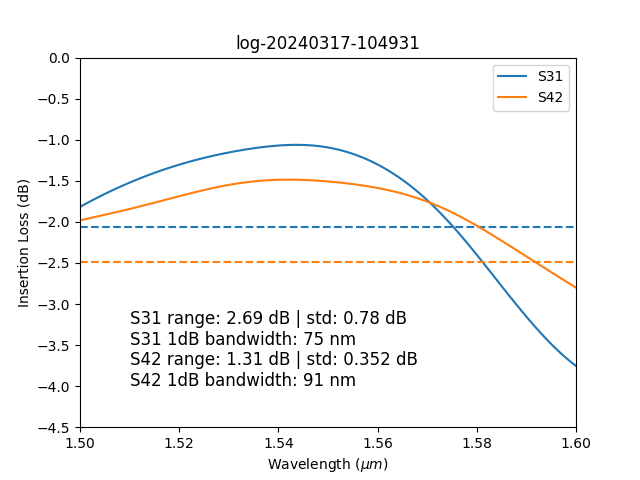 log-20240317-104931
S31
S42
0.0
−0.5
−1.0
−1.5
−2.0
−2.5
−3.0
−3.5
−4.0
−4.5
Insertion Loss (dB)
S31 range: 2.69 dB | std: 0.78 dB
S31 1dB bandwidth: 75 nm
S42 range: 1.31 dB | std: 0.352 dB
S42 1dB bandwidth: 91 nm
1.50 1.52 1.54 1.56 1.58 1.60
Wavelength (μm)